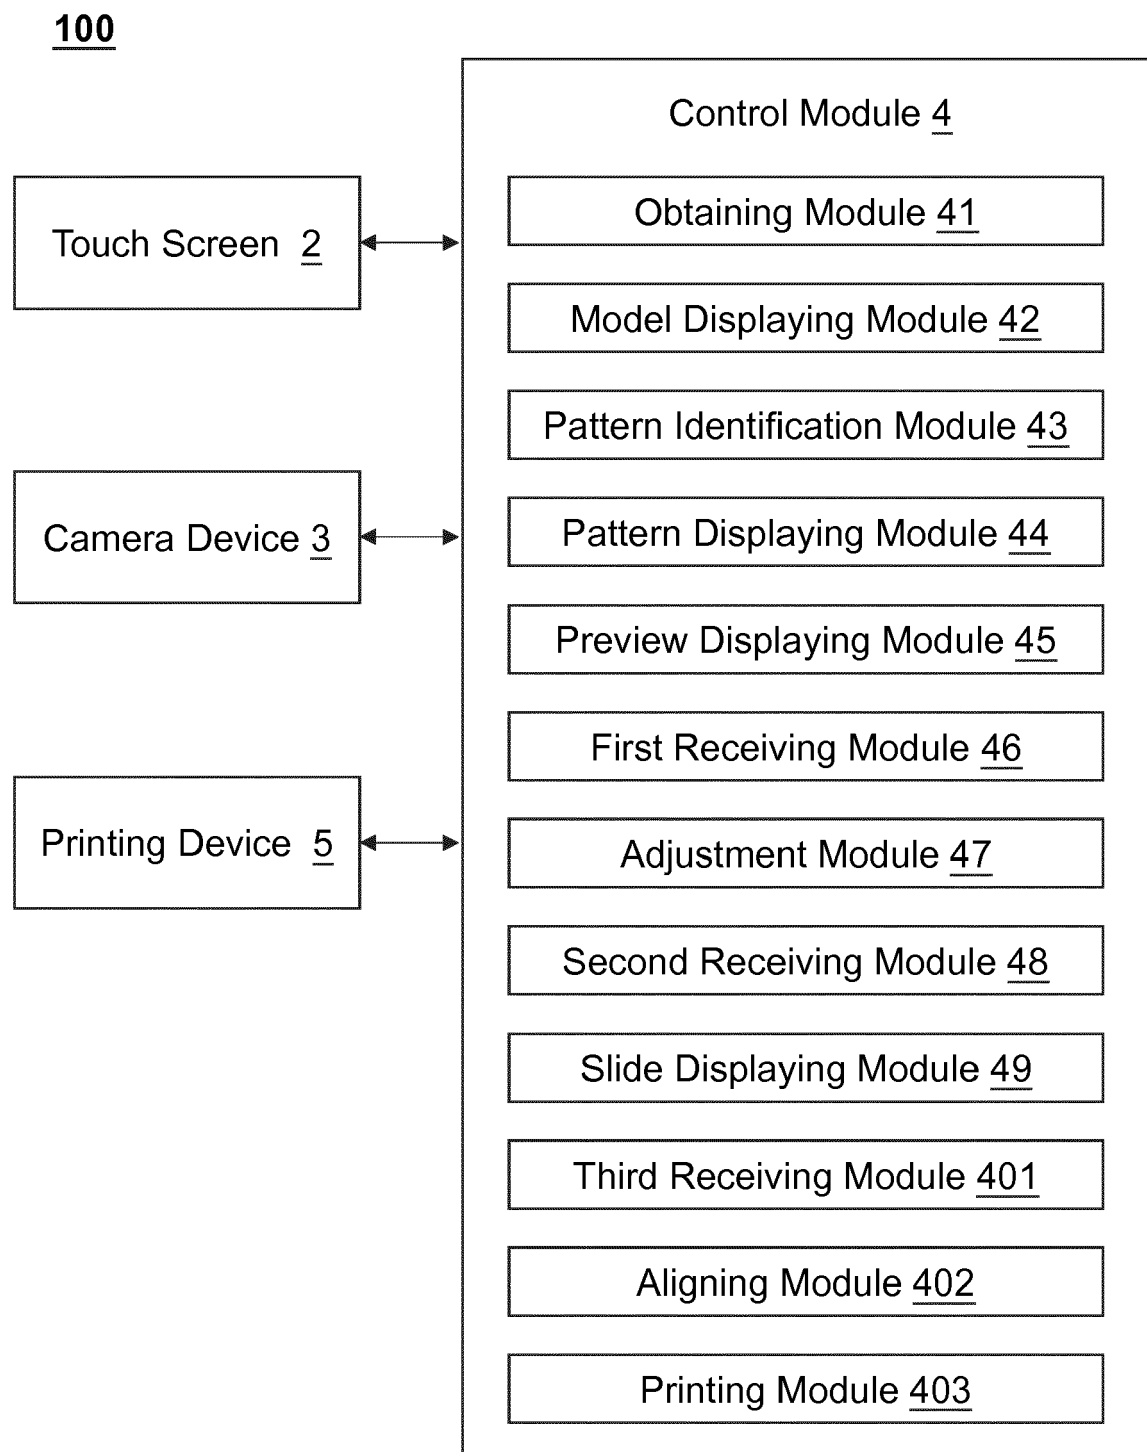 100
Control Module 4
Touch Screen 2
Camera Device 3
Printing Device 5
Obtaining Module 41
Model Displaying Module 42
Pattern Identification Module 43
Pattern Displaying Module 44
Preview Displaying Module 45
First Receiving Module 46
Adjustment Module 47
Second Receiving Module 48
Slide Displaying Module 49
Third Receiving Module 401
Aligning Module 402
Printing Module 403